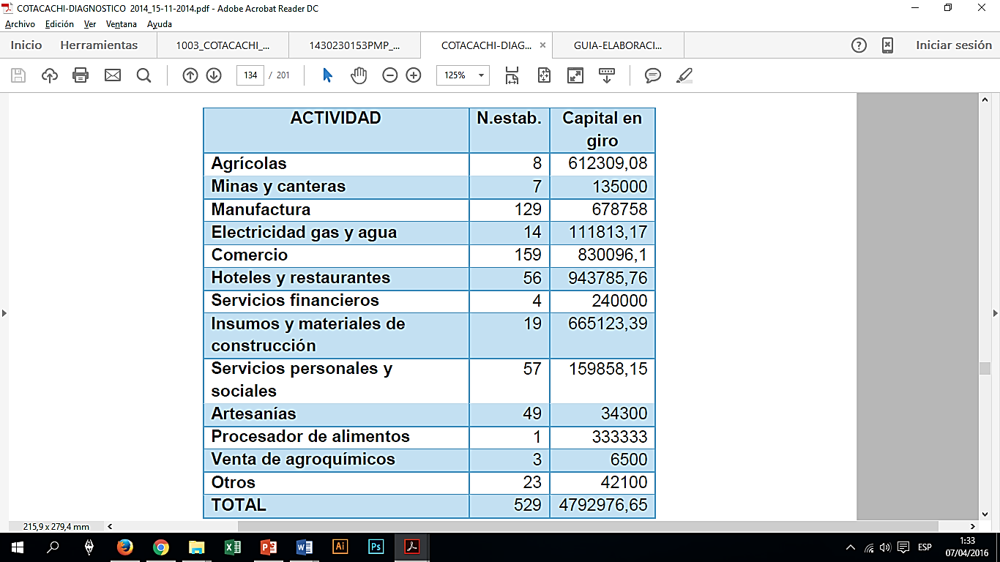 COTACACHI-DIAGNOSTICO 2014_15-11-2014.pdf - Adobe Acrobat Reader DC
Archivo Edición Ver Ventana Ayuda
Inicio Herramientas 1003_COTACACHI_... 1430230153PMP_... COTACACHI-DIAG... × GUIA-ELABORACI... Iniciar sesión
134 / 201 125%
ACTIVIDAD N.estab. Capital en
giro
Agrícolas 8 612309,08
Minas y canteras 7 135000
Manufactura 129 678758
Electricidad gas y agua 14 111813,17
Comercio 159 830096,1
Hoteles y restaurantes 56 943785,76
Servicios financieros 4 240000
Insumos y materiales de 19 665123,39
construcción
Servicios personales y 57 159858,15
sociales
Artesanías 49 34300
Procesador de alimentos 1 333333
Venta de agroquímicos 3 6500
Otros 23 42100
TOTAL 529 4792976,65
215,9 x 279,4 mm
Ai Ps ESP 1:33
07/04/2016